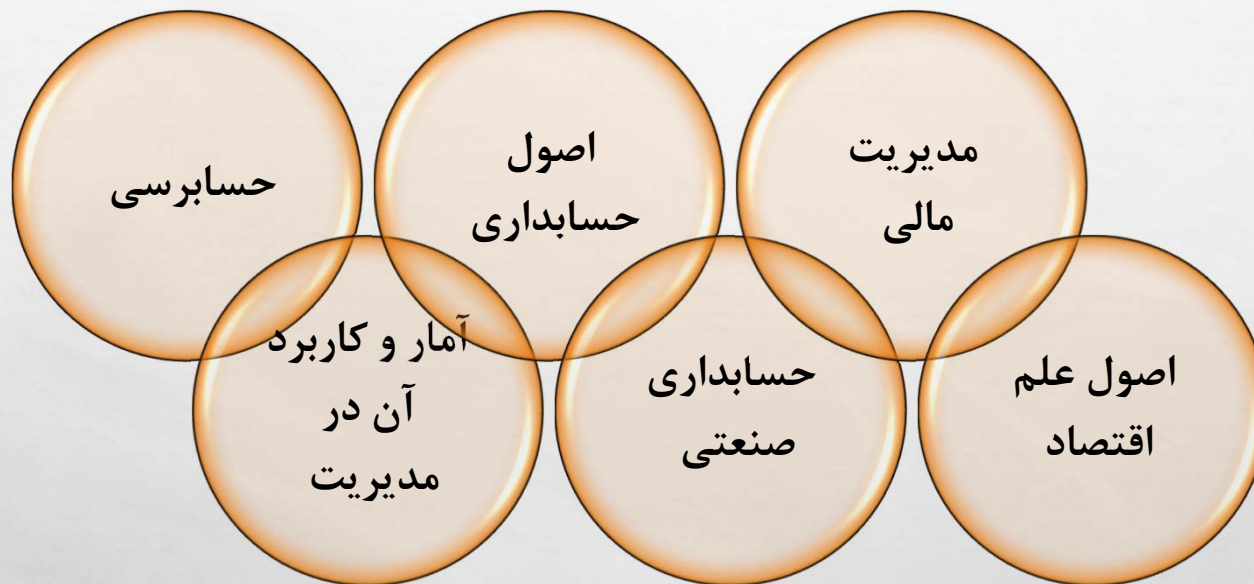 مدیریت
مالی
اصول
حسابداری
حسابرسی
اصول علم
اقتصاد
حسابداری
صنعتی
آمار و کاربرد
آن در
مدیریت